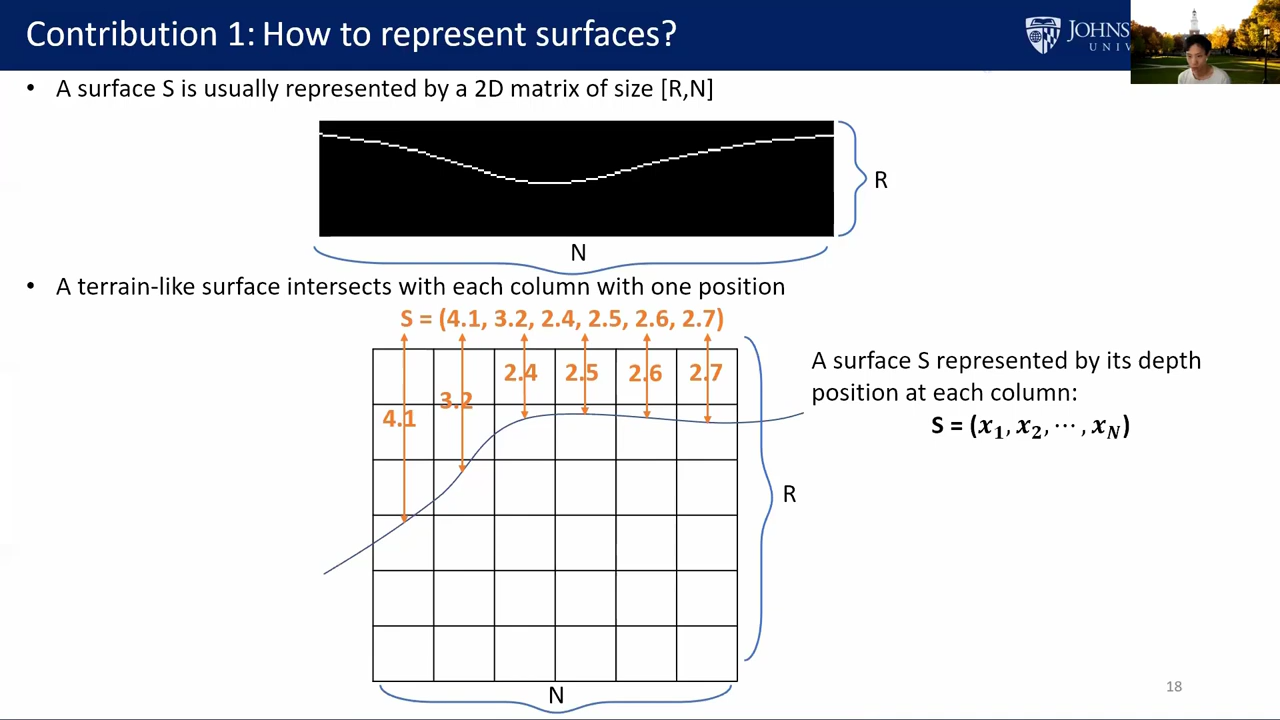 Contribution 1: How to represent surfaces?
JOHNS
UNIV
• A surface S is usually represented by a 2D matrix of size [R,N]
R
N
• A terrain-like surface intersects with each column with one position
S = (4.1, 3.2, 2.4, 2.5, 2.6, 2.7)
2.4 2.5 2.6 2.7
3.2
4.1
A surface S represented by its depth
position at each column:
S = (x₁, x₂, ⋯, x_N)
R
N
18